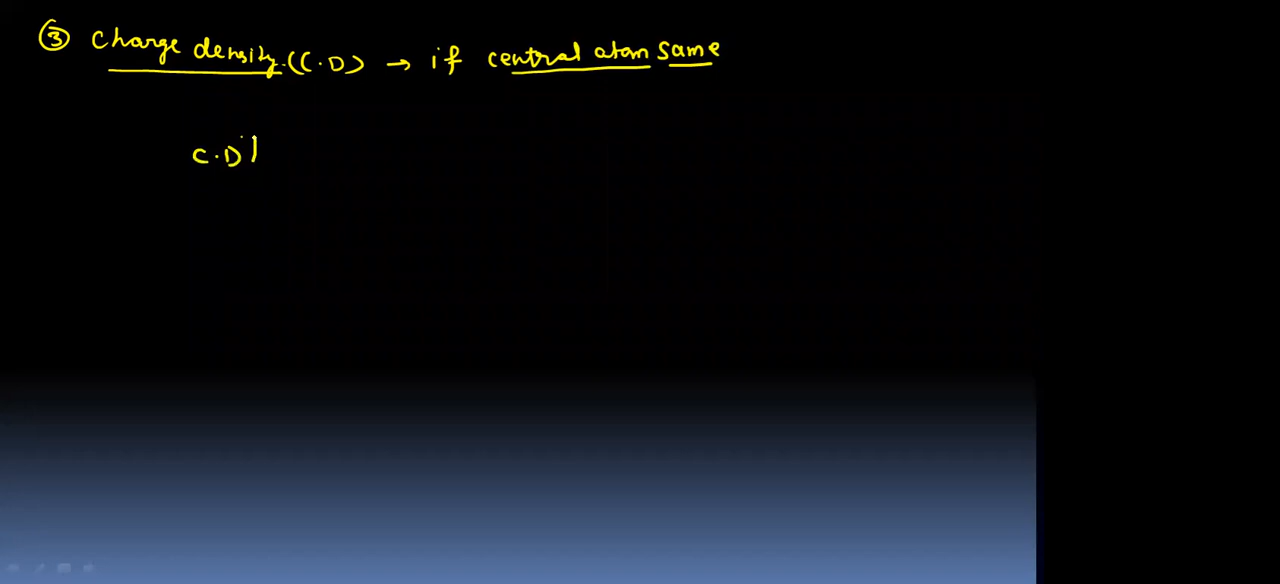 ③ charge density. (C.D) → if central atom same
C.D